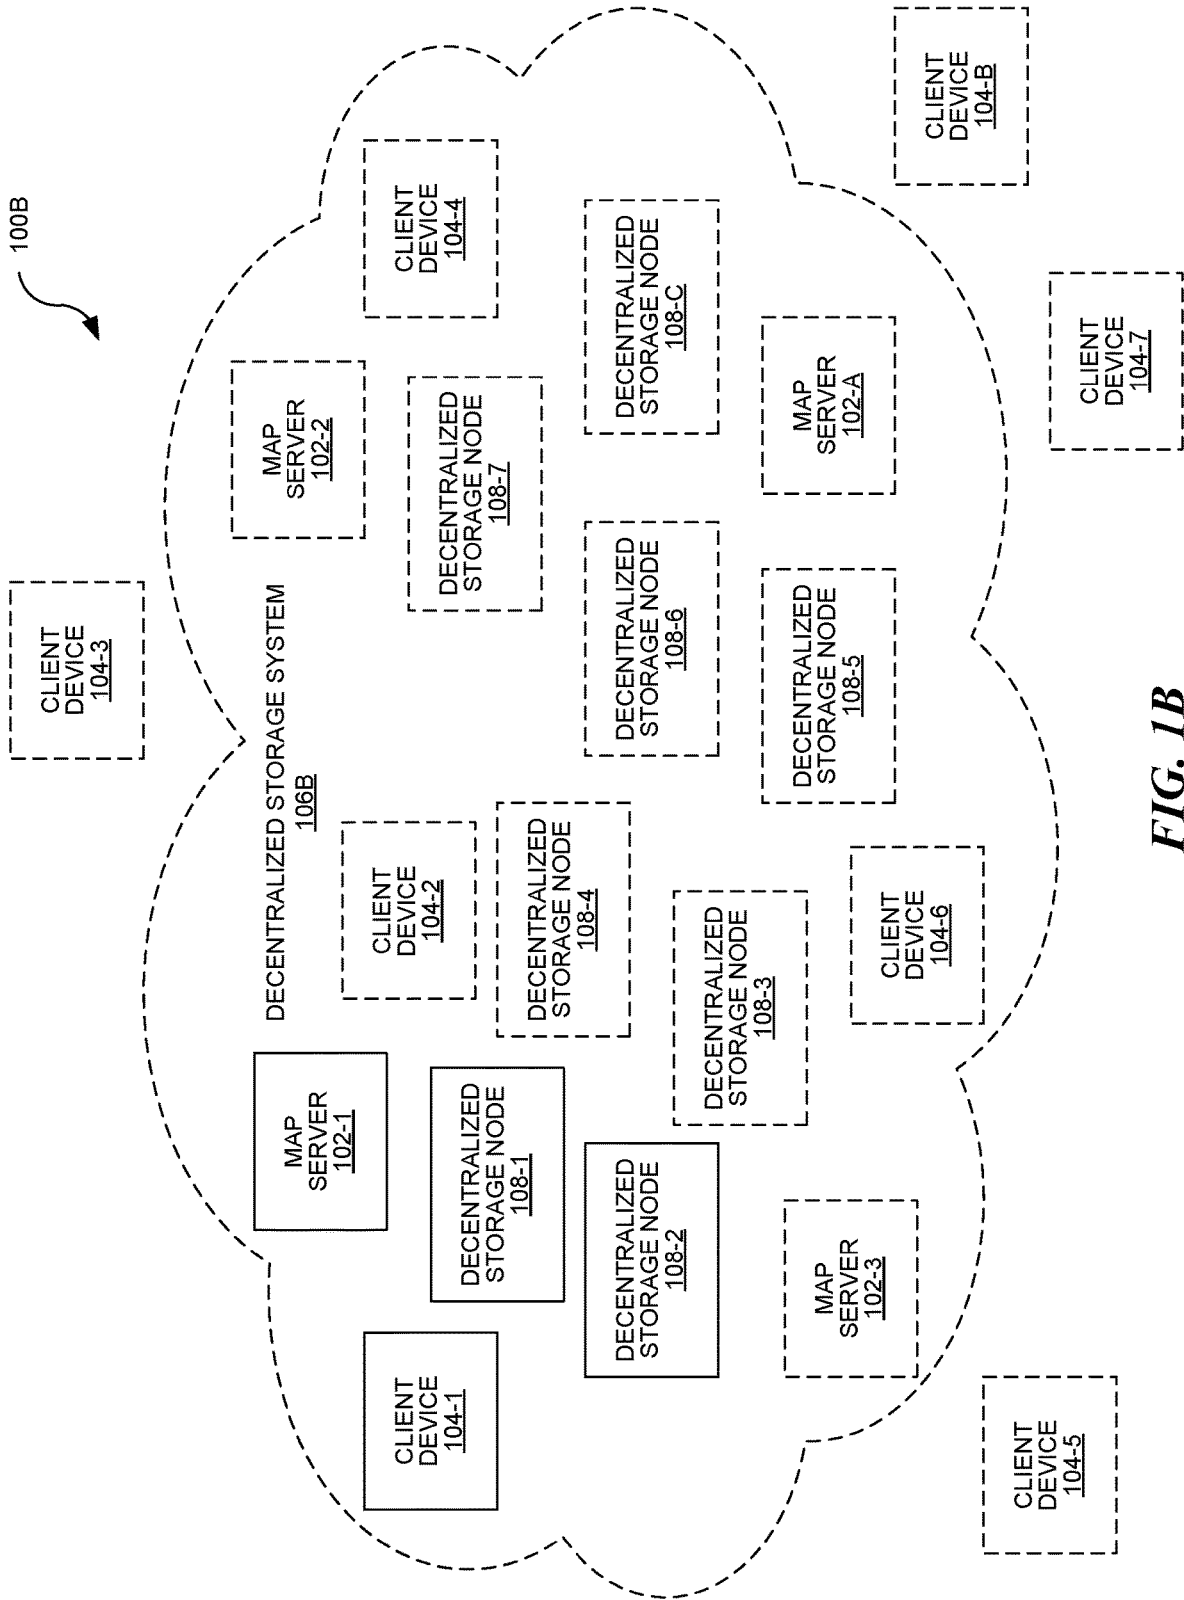 100B
CLIENT
DEVICE
104-3
MAP
SERVER
102-2
CLIENT
DEVICE
104-4
DECENTRALIZED STORAGE SYSTEM
106B
MAP
SERVER
102-1
CLIENT
DEVICE
104-1
CLIENT
DEVICE
104-2
DECENTRALIZED
STORAGE NODE
108-7
DECENTRALIZED
STORAGE NODE
108-1
DECENTRALIZED
STORAGE NODE
108-4
DECENTRALIZED
STORAGE NODE
108-2
DECENTRALIZED
STORAGE NODE
108-6
DECENTRALIZED
STORAGE NODE
108-C
DECENTRALIZED
STORAGE NODE
108-3
MAP
SERVER
102-3
DECENTRALIZED
STORAGE NODE
108-5
MAP
SERVER
102-A
CLIENT
DEVICE
104-6
CLIENT
DEVICE
104-B
CLIENT
DEVICE
104-5
CLIENT
DEVICE
104-7
FIG. 1B